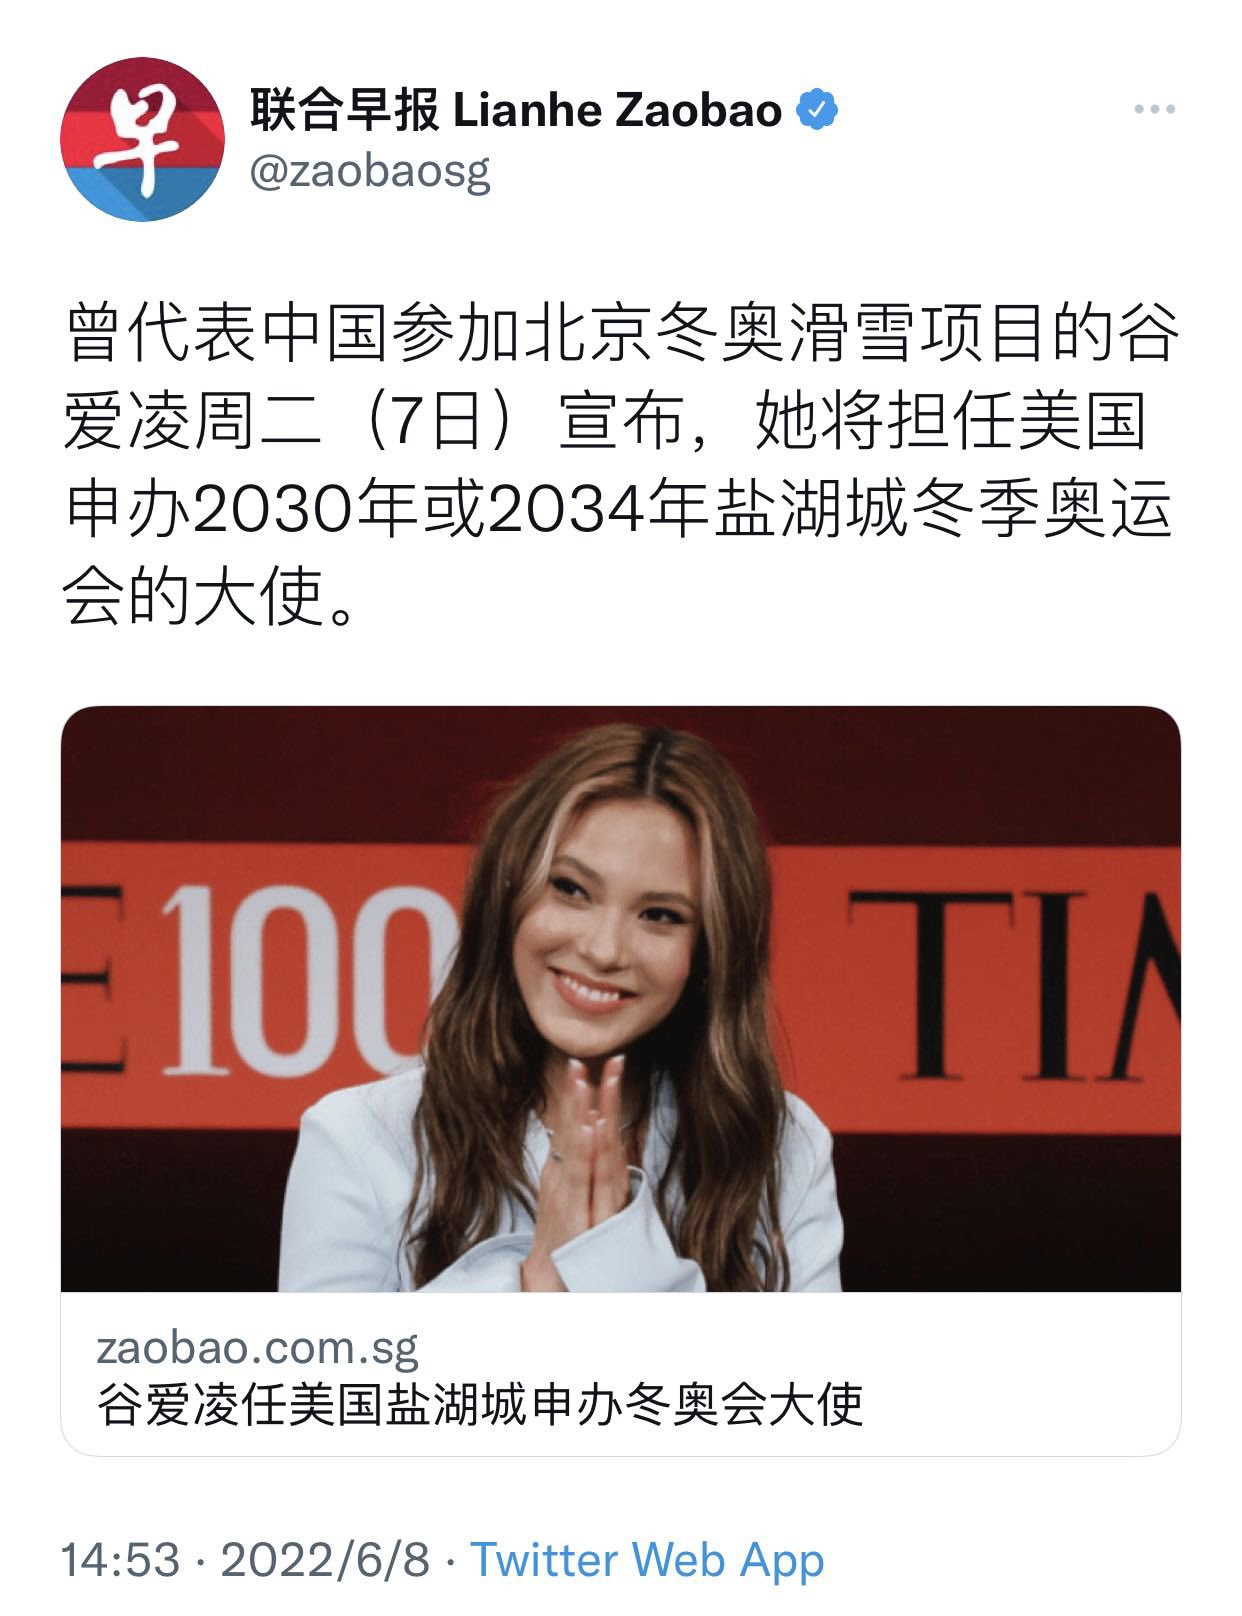 早
联合早报 Lianhe Zaobao
@zaobaosg
曾代表中国参加北京冬奥滑雪项目的谷
爱凌周二（7日）宣布，她将担任美国
申办2030年或2034年盐湖城冬季奥运
会的大使。
E 100 TIM
zaobao.com.sg
谷爱凌任美国盐湖城申办冬奥会大使
14:53 · 2022/6/8 · Twitter Web App